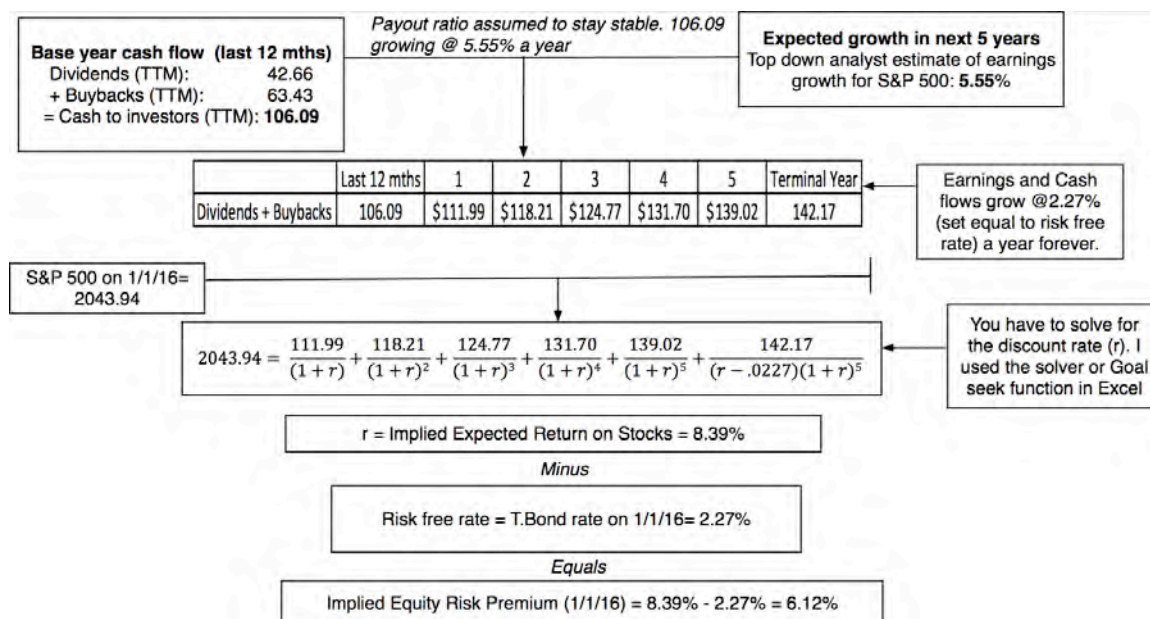 Payout ratio assumed to stay stable. 106.09
growing @ 5.55% a year
Base year cash flow (last 12 mths)
Dividends (TTM): 42.66
+ Buybacks (TTM): 63.43
= Cash to investors (TTM): 106.09
Expected growth in next 5 years
Top down analyst estimate of earnings
growth for S&P 500: 5.55%
Last 12 mths 1 2 3 4 5 Terminal Year
Dividends + Buybacks 106.09 $111.99 $118.21 $124.77 $131.70 $139.02 142.17
Earnings and Cash
flows grow @2.27%
(set equal to risk free
rate) a year forever.
S&P 500 on 1/1/16=
2043.94
2043.94 = 111.99/(1 + r) + 118.21/(1 + r)² + 124.77/(1 + r)³ + 131.70/(1 + r)⁴ + 139.02/(1 + r)⁵ + 142.17/(r − .0227)(1 + r)⁵
You have to solve for
the discount rate (r). I
used the solver or Goal
seek function in Excel
r = Implied Expected Return on Stocks = 8.39%
Minus
Risk free rate = T.Bond rate on 1/1/16= 2.27%
Equals
Implied Equity Risk Premium (1/1/16) = 8.39% - 2.27% = 6.12%